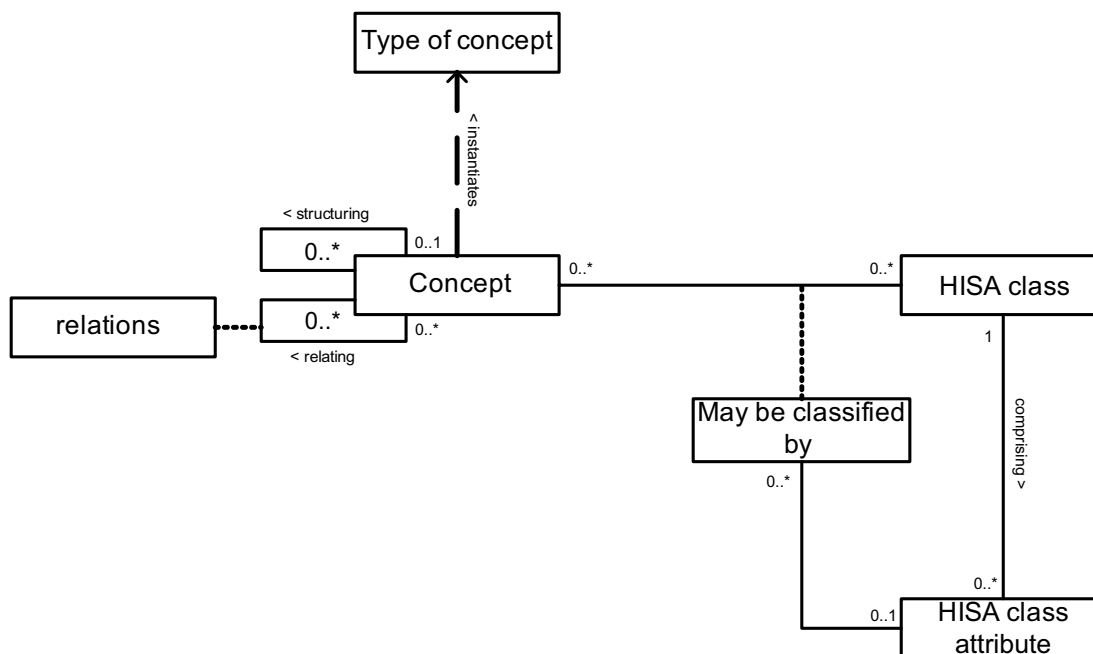 Type of concept
< instantiates
< structuring
0..*
0..1
Concept
0..*
0..*
HISA class
relations
0..*
0..*
< relating
1
comprising >
May be classified
by
0..*
0..*
0..1
HISA class
attribute